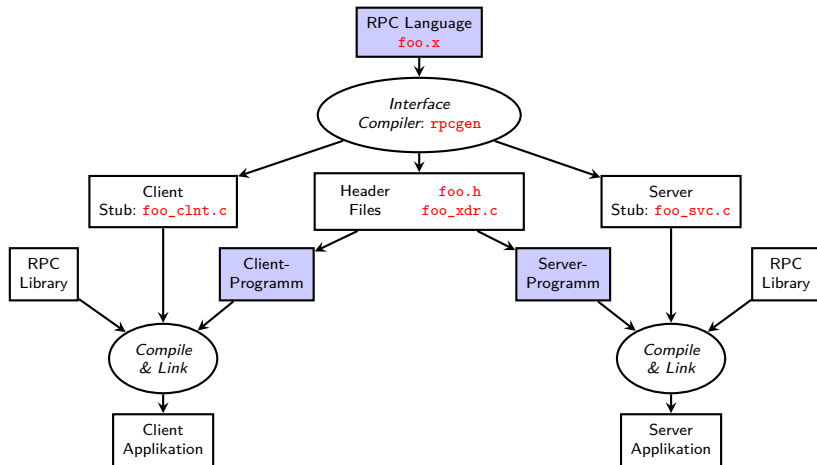 RPC Language
foo.x
Interface
Compiler: rpcgen
Client
Stub: foo_clnt.c
Header foo.h
Files foo_xdr.c
Server
Stub: foo_svc.c
RPC
Library
Client-
Programm
Server-
Programm
RPC
Library
Compile
& Link
Compile
& Link
Client
Applikation
Server
Applikation